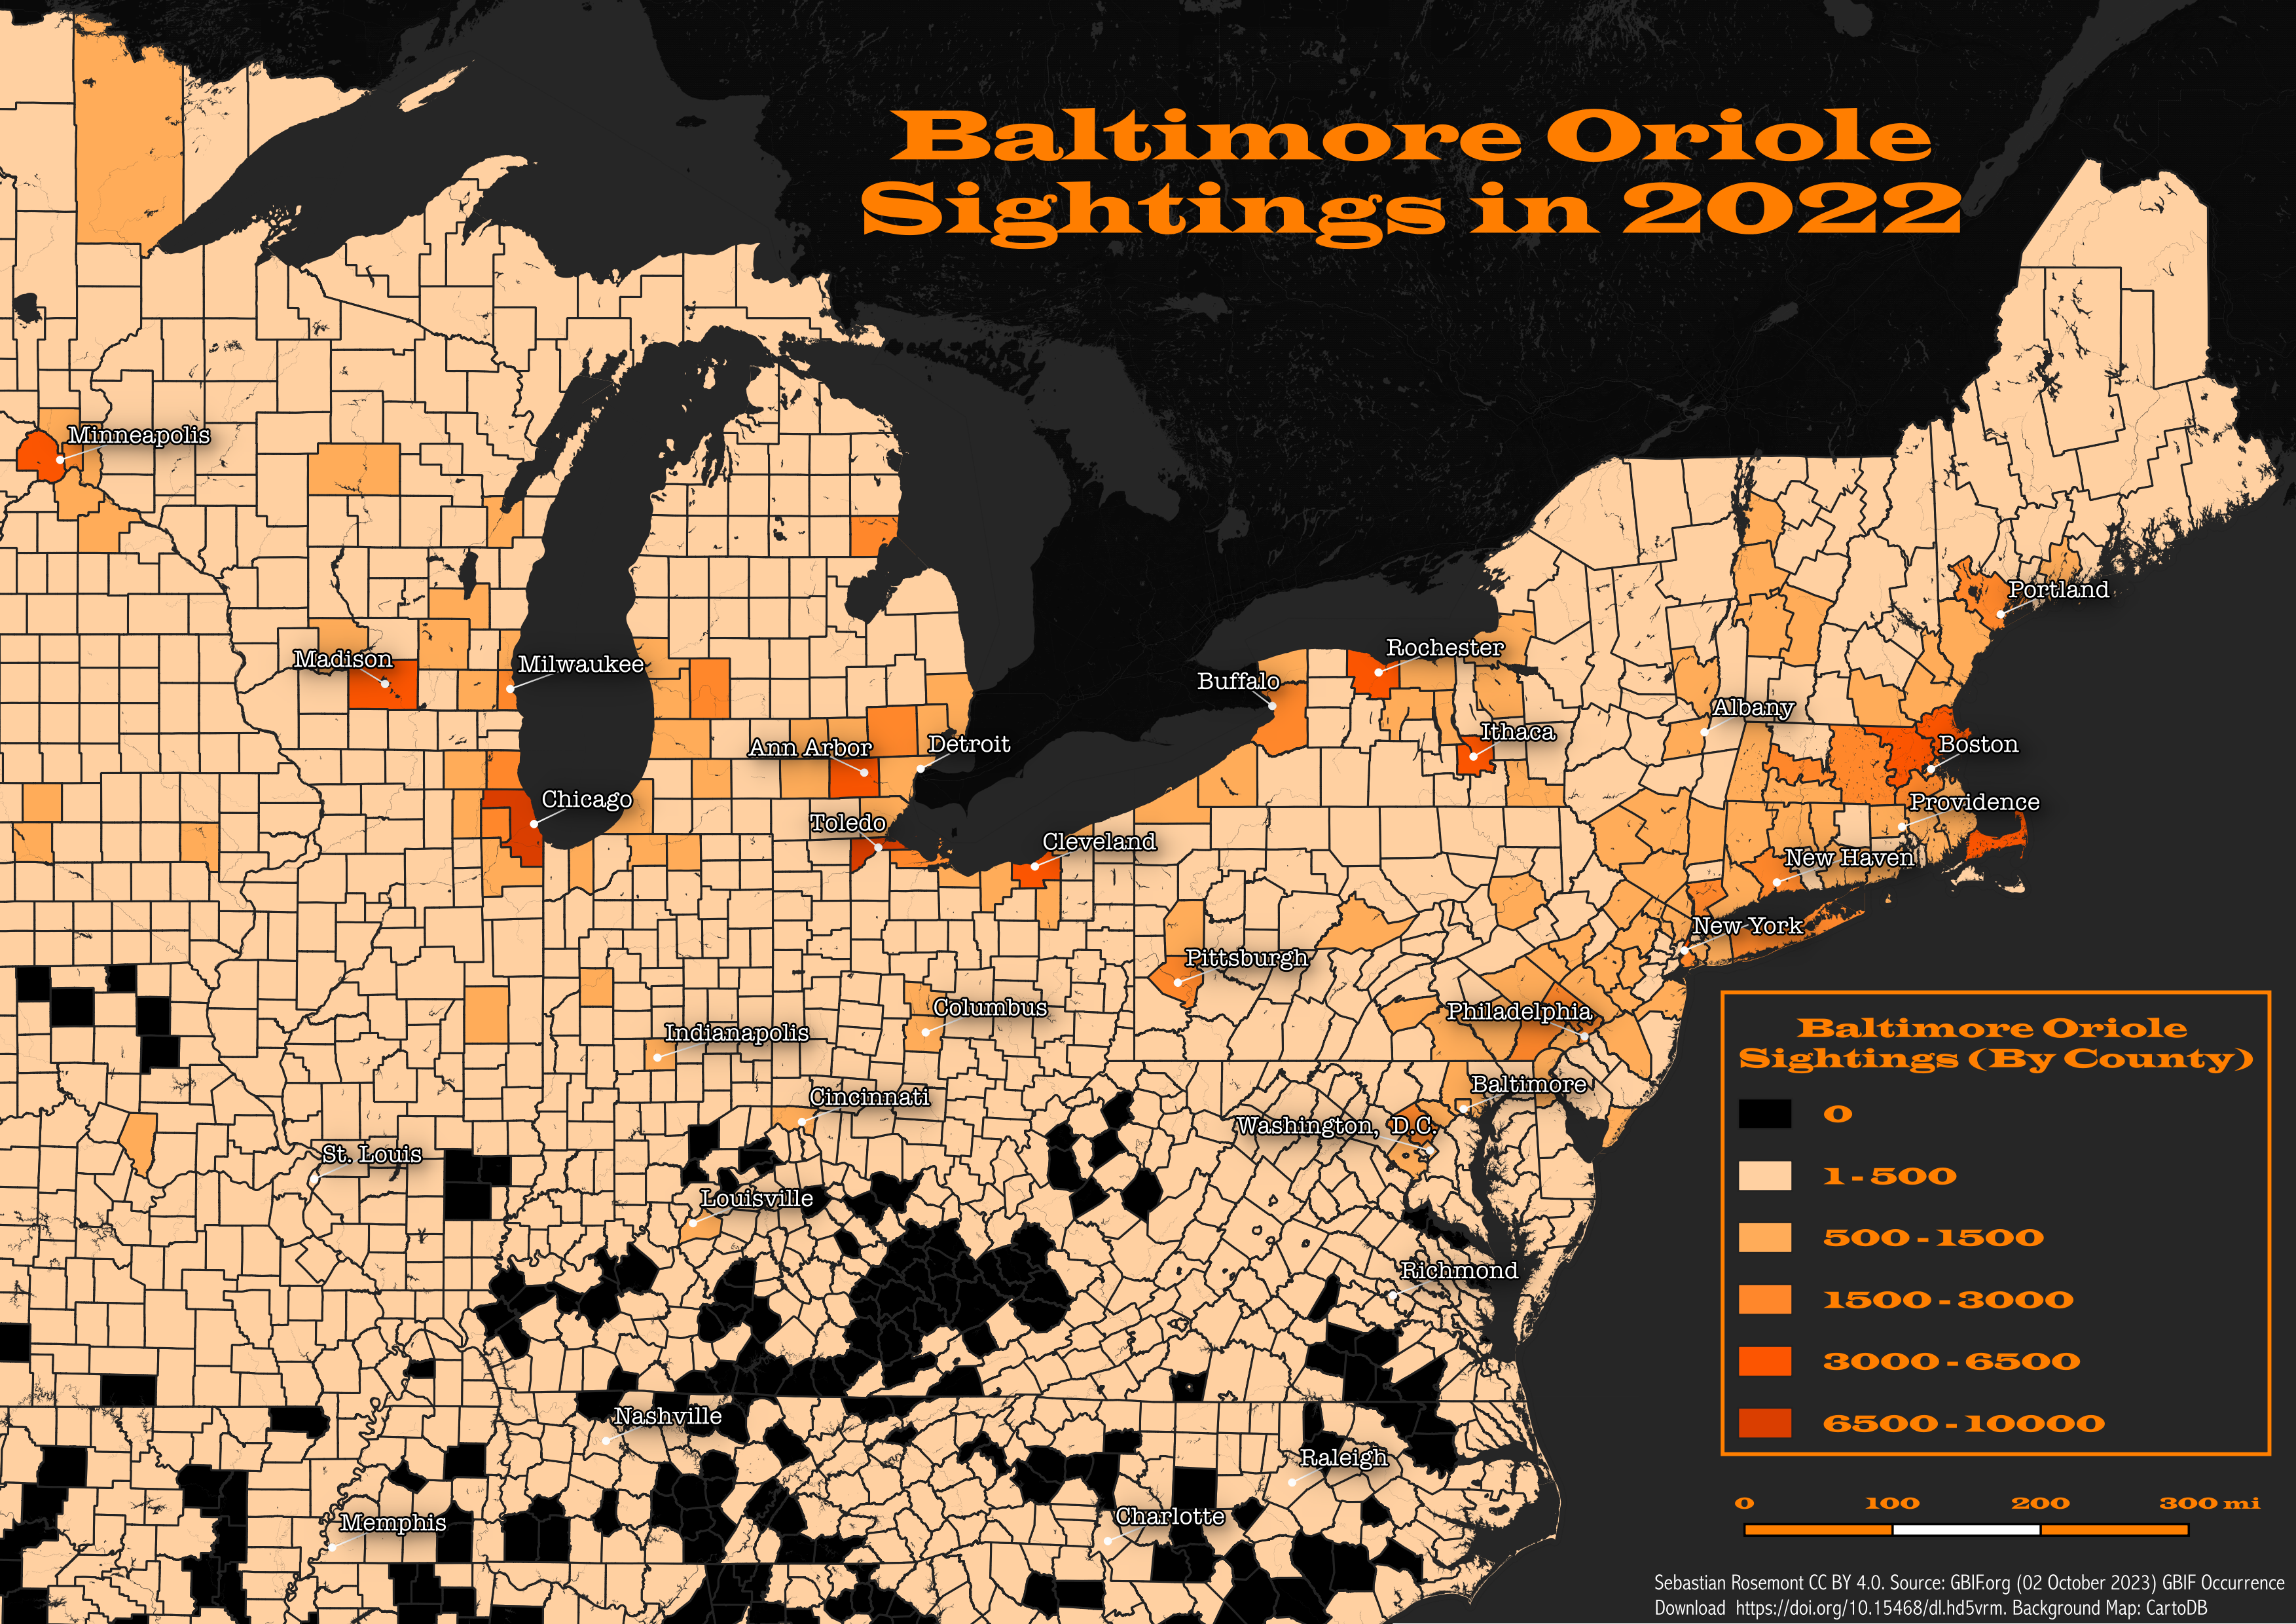 Baltimore Oriole
Sightings in 2022
Minneapolis
Portland
Rochester
Madison
Milwaukee
Buffalo
Albany
Ithaca
Ann Arbor
Detroit
Boston
Chicago
Providence
Toledo
Cleveland
New Haven
New York
Pittsburgh
Columbus
Philadelphia
Indianapolis
Baltimore
Cincinnati
Washington, D.C.
St. Louis
Louisville
Richmond
Nashville
Raleigh
Charlotte
Memphis
Baltimore Oriole
Sightings (By County)
0
1 - 500
500 - 1500
1500 - 3000
3000 - 6500
6500 - 10000
0 100 200 300 mi
Sebastian Rosemont CC BY 4.0. Source: GBIF.org (02 October 2023) GBIF Occurrence
Download https://doi.org/10.15468/dl.hd5vrm. Background Map: CartoDB